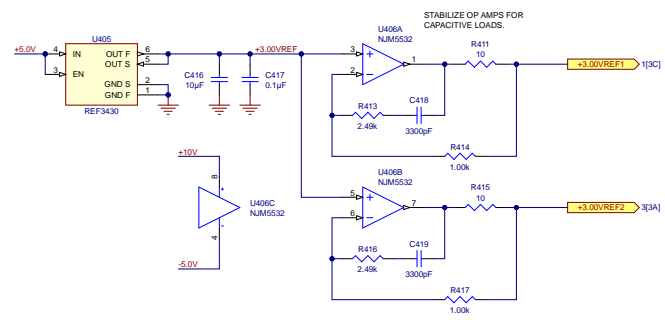 STABILIZE OP AMPS FOR
CAPACITIVE LOADS.
U405
+5.0V
4
IN
3
EN
OUT F
6
OUT S
5
GND S
2
GND F
1
REF3430
+3.00VREF
C416
10µF
C417
0.1µF
U406A
NJM5532
3
+
2
−
1
R411
10
+3.00VREF1
1[3C]
R413
2.49k
C418
3300pF
R414
1.00k
+10V
8
+
U406C
NJM5532
-
4
-5.0V
U406B
NJM5532
5
+
6
−
7
R415
10
+3.00VREF2
3[3A]
R416
2.49k
C419
3300pF
R417
1.00k